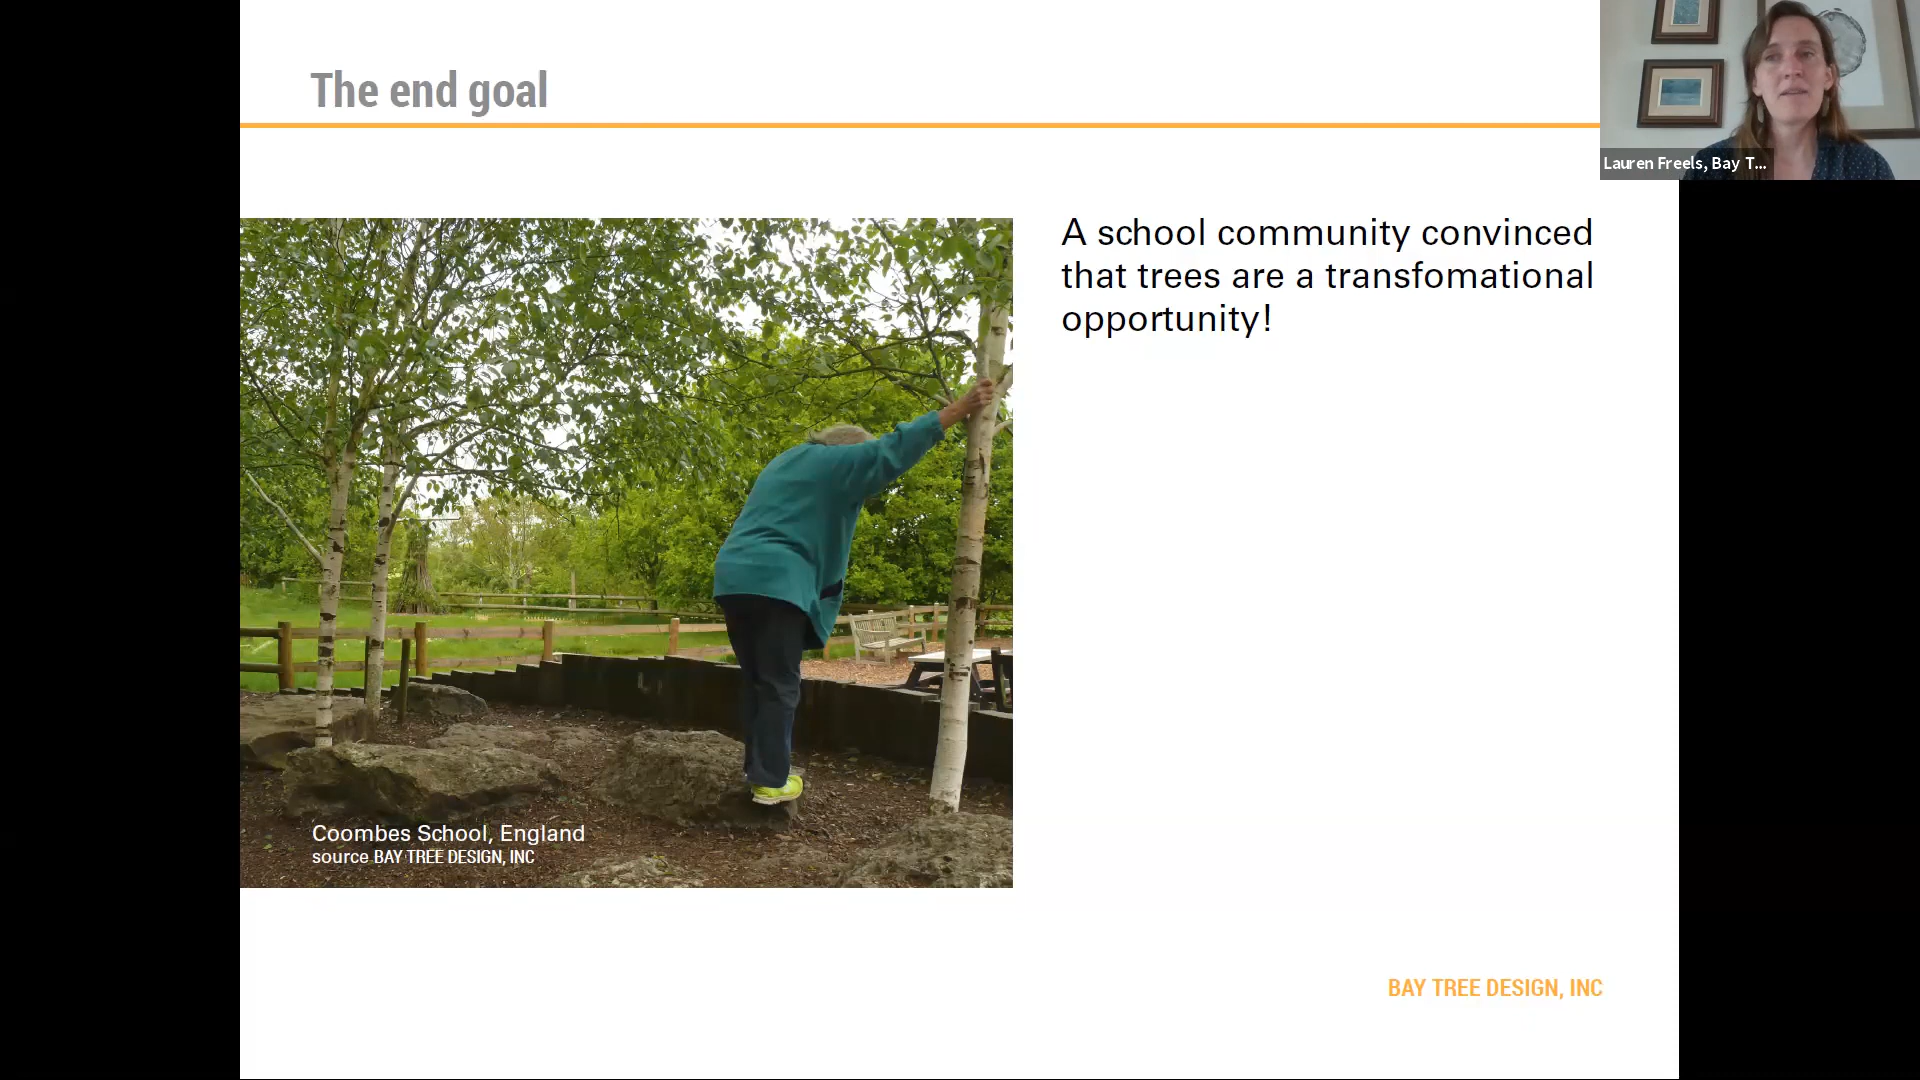 The end goal
Lauren Freels, Bay T...
A school community convinced
that trees are a transfomational
opportunity!
Coombes School, England
source BAY TREE DESIGN, INC
BAY TREE DESIGN, INC